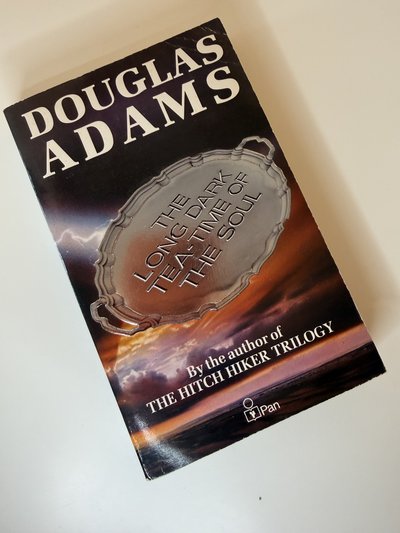 DOUGLAS
ADAMS
THE
LONG DARK
TEA-TIME OF
THE SOUL
By the author of
THE HITCH HIKER TRILOGY
Pan